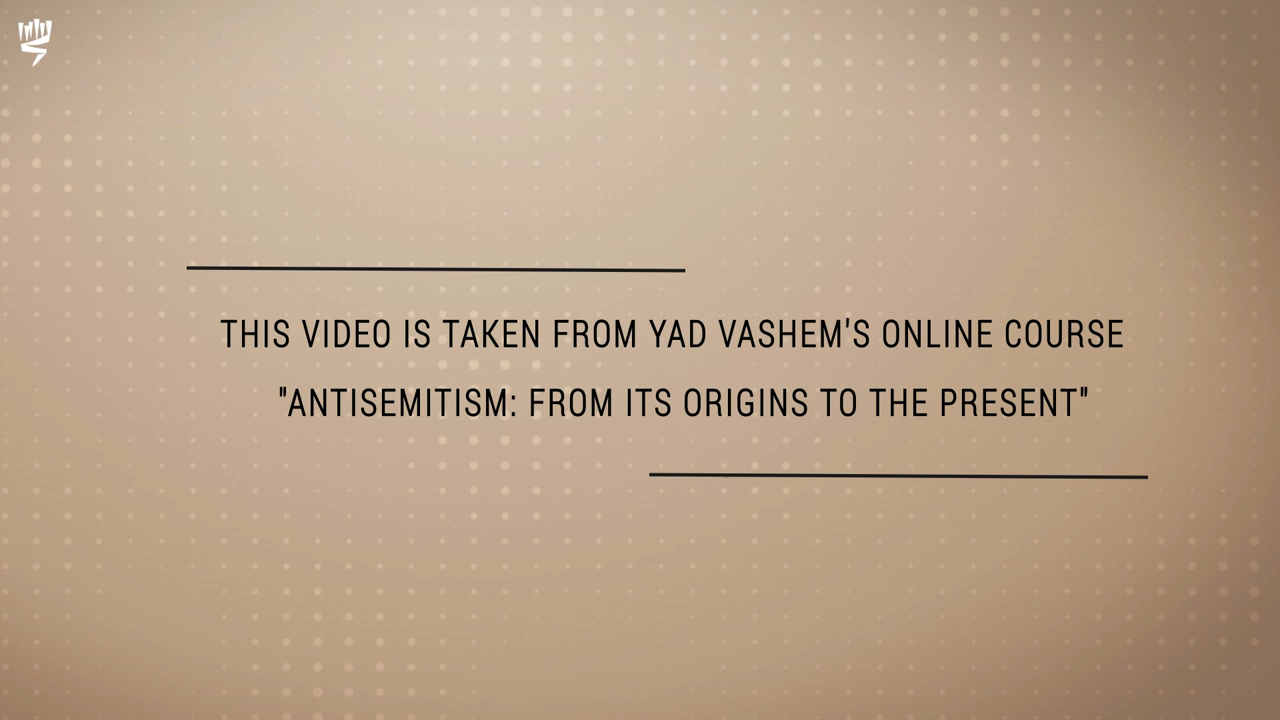 THIS VIDEO IS TAKEN FROM YAD VASHEM'S ONLINE COURSE
"ANTISEMITISM: FROM ITS ORIGINS TO THE PRESENT"